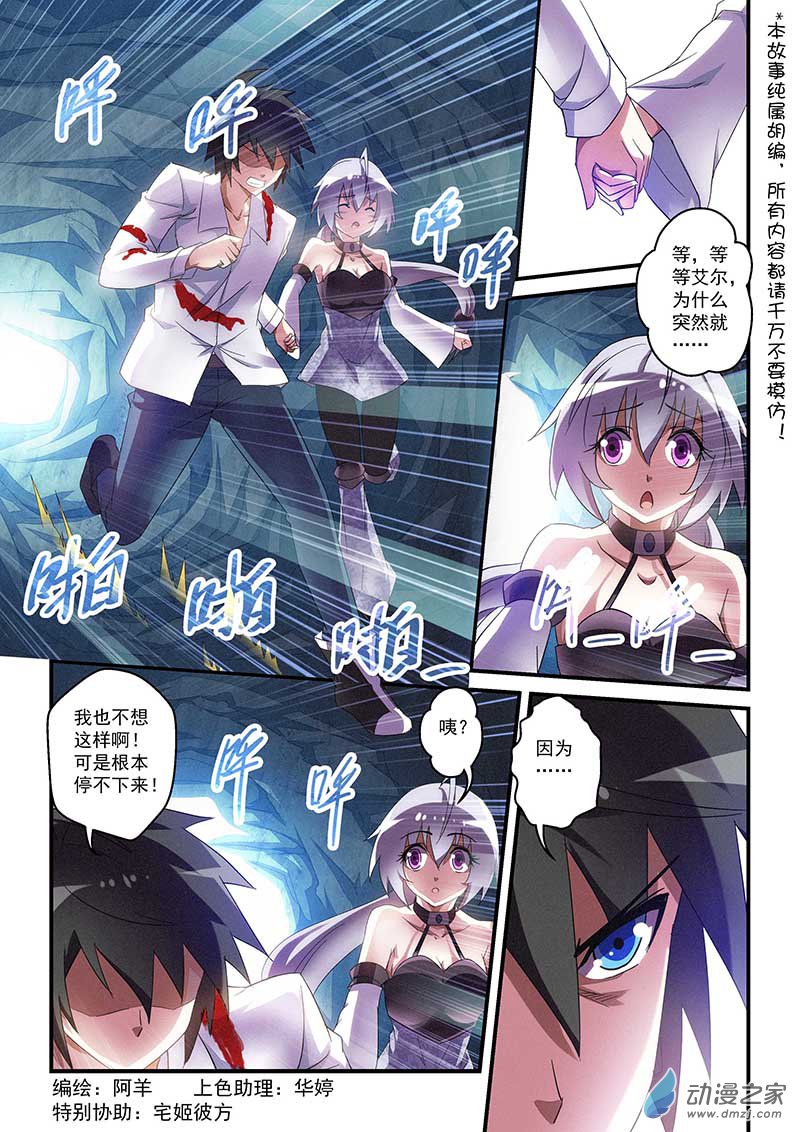 *本故事纯属胡编，所有内容都请千万不要模仿！
呼
呼
呼
呼
啪
啪
啪_
等，等
等艾尔，
为什么
突然就
……
呼_呼_
我也不想
这样啊！
可是根本
停不下来！
呼
呼
咦？
因为
……
编绘：阿羊 上色助理：华婷
特别协助：宅姬彼方
动漫之家
www.dmzj.com